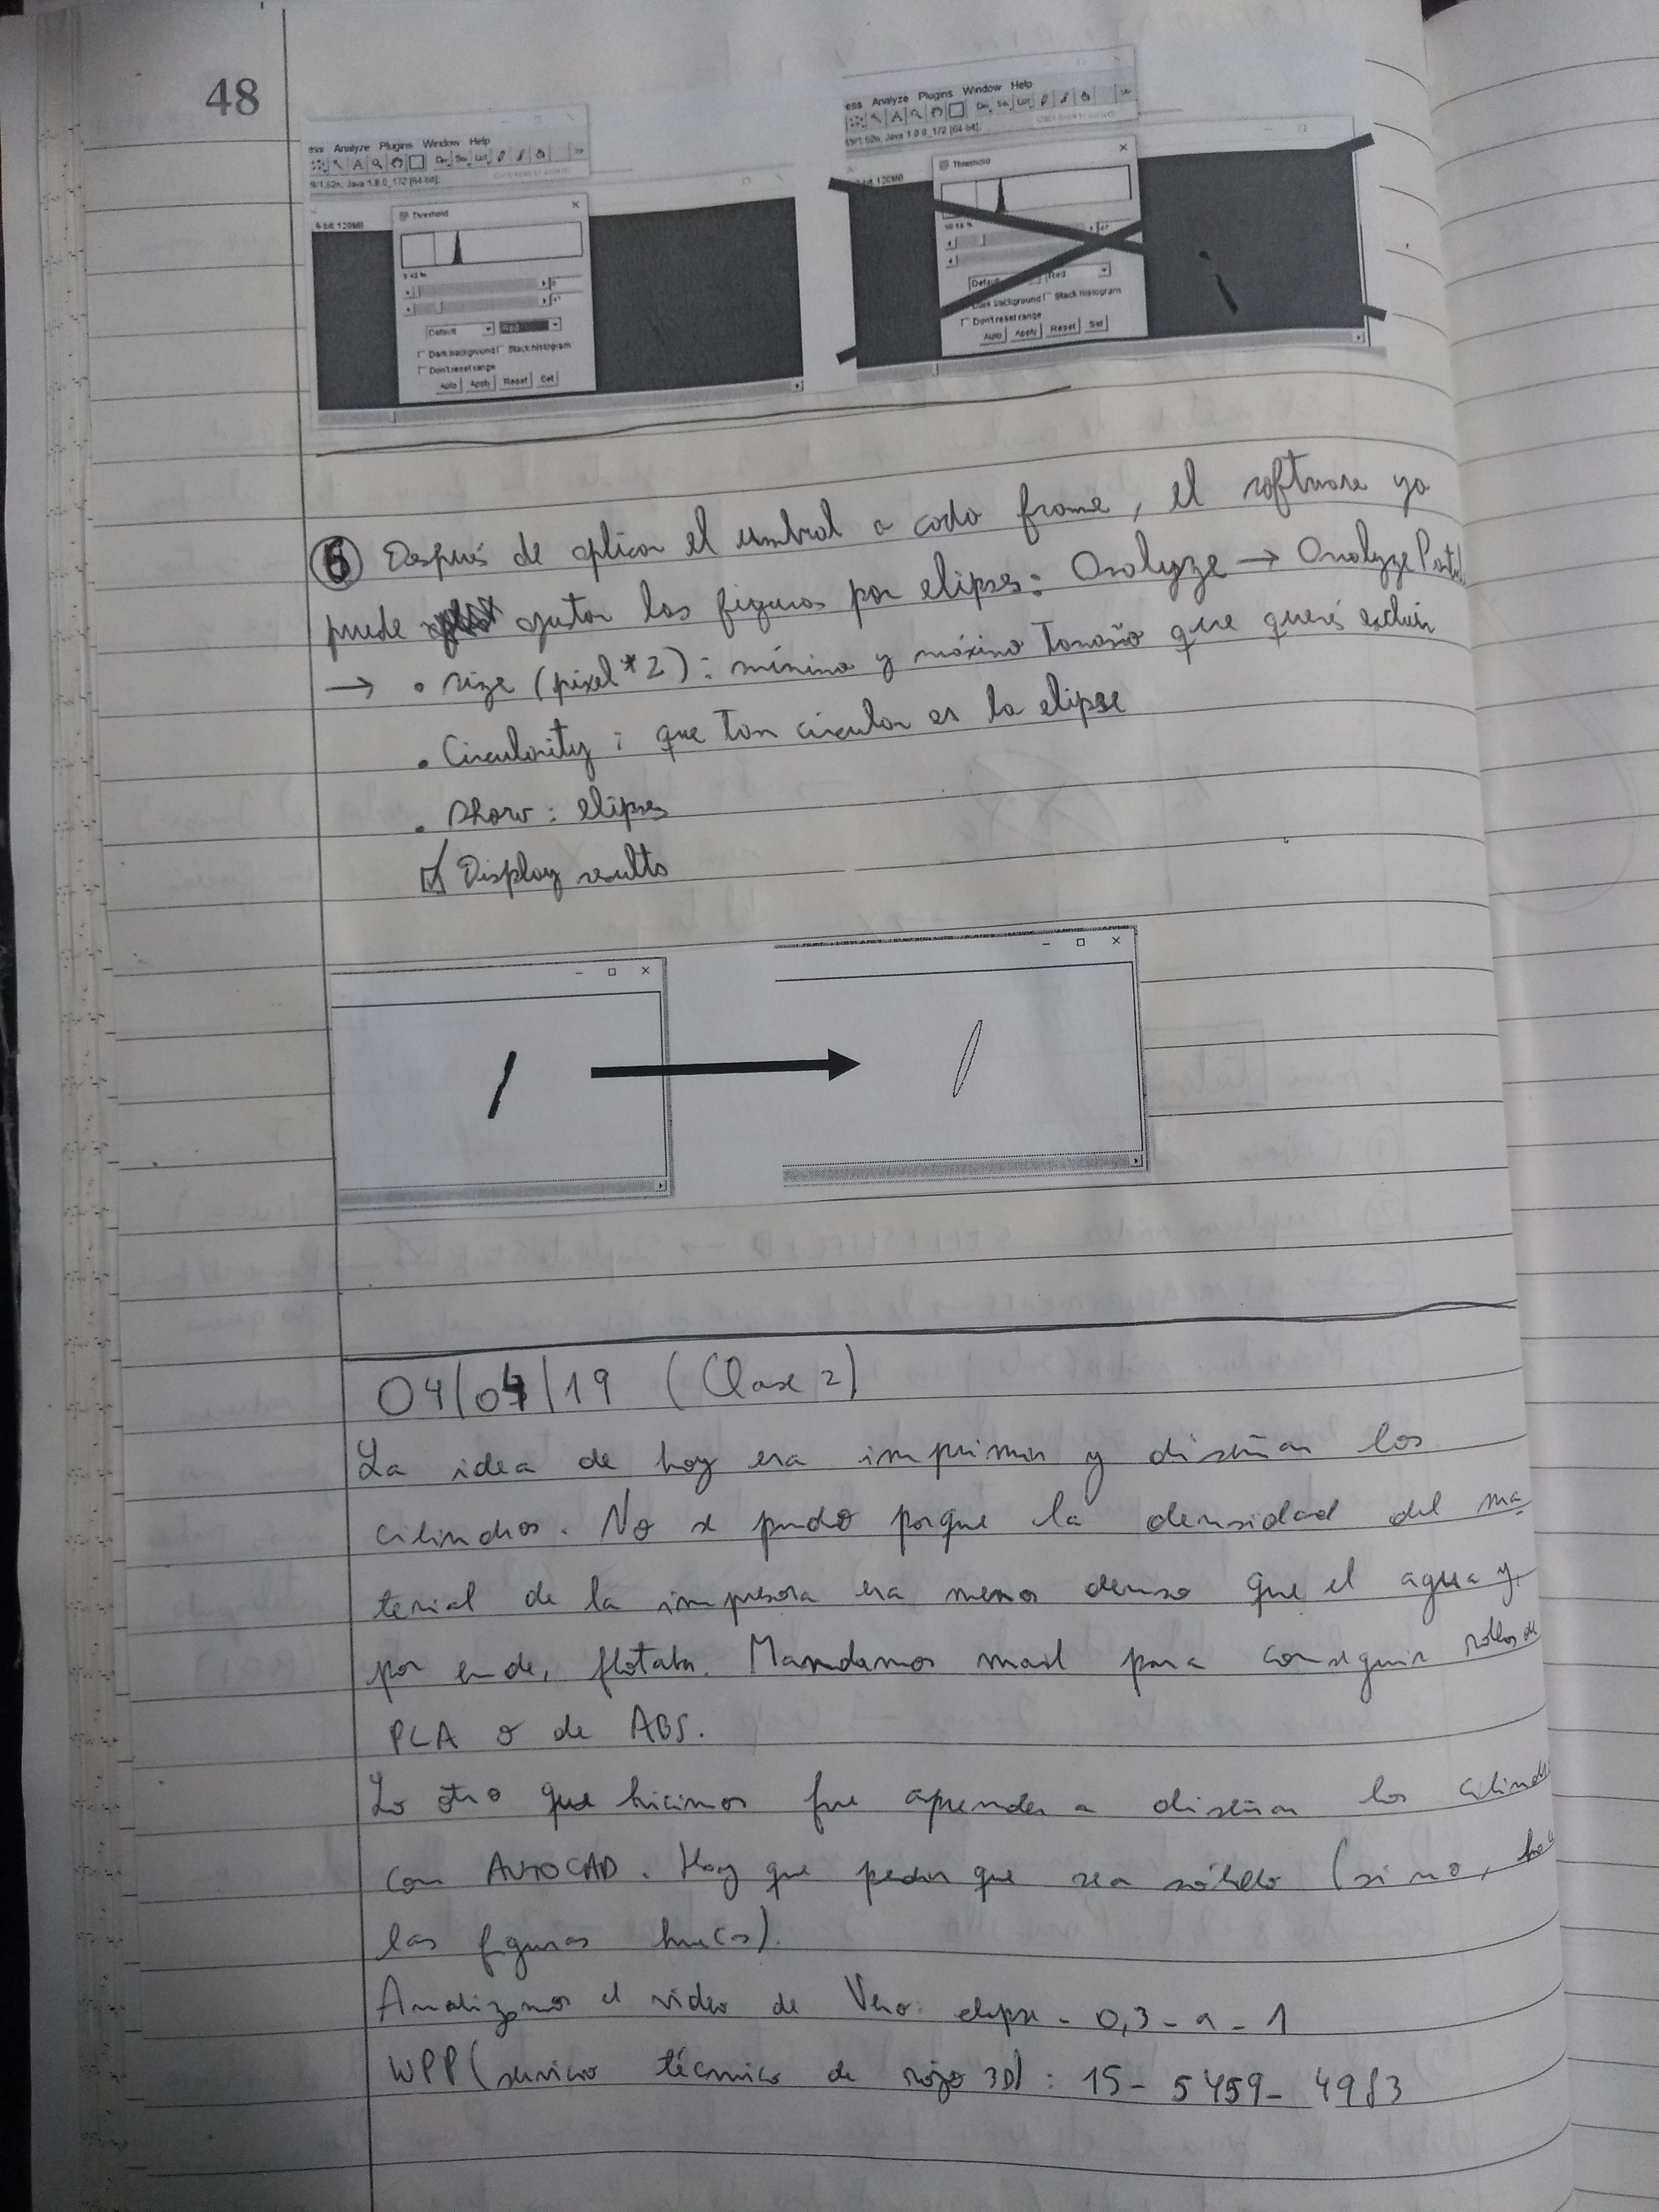 48
ess Analyze Plugins Window Help
9/1.52n; Java 1.8.0_172 [64-bit];
8-bit; 120MB
Threshold
Default Red
Dark background Stack histogram
Don't reset range
Auto Apply Reset Set
ess Analyze Plugins Window Help
9/1.52n; Java 1.8.0_172 [64-bit];
120MB
Threshold
Default Red
Dark background Stack histogram
Don't reset range
Auto Apply Reset Set
6 Después de aplicar el umbral a cada frame, el software ya
puede ajustar las figuras por elipses: Analyze → Analyze Parti
→ • size (pixel*2): mínimo y máximo tamaño que querés excluir
• Circularity: que tan circular es la elipse
• Show: elipses
☑ Display results
04/04/19 (Clase 2)
La idea de hoy era imprimir y diseñar los
cilindros. No se pudo porque la densidad del ma
terial de la impresora era menos denso que el agua y,
por ende, flotaba. Mandamos mail para conseguir rollos de
PLA o de ABS.
Lo otro que hicimos fue aprender a diseñar los cilind
con AUTOCAD. Hay que pedir que sea sólido (si no, ha
las figuras huecas).
Analizamos el video de Vero: elipse - 0,3 - a - 1
WPP (servicio técnico de rojo 3D): 15-5459-4983